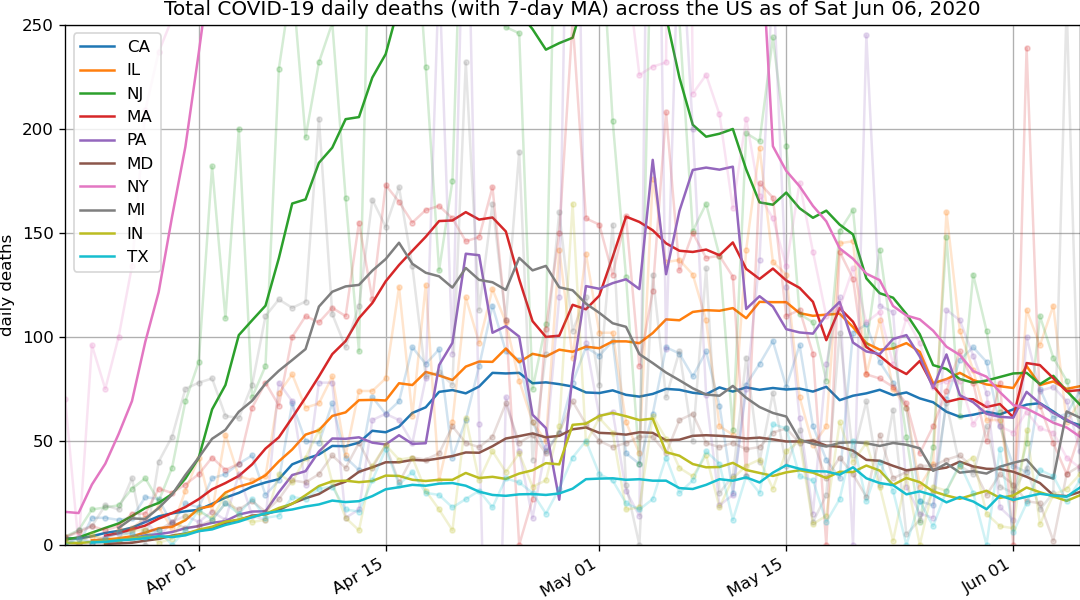 Total COVID-19 daily deaths (with 7-day MA) across the US as of Sat Jun 06, 2020
250
200
150
100
50
0
daily deaths
CA
IL
NJ
MA
PA
MD
NY
MI
IN
TX
Apr 01
Apr 15
May 01
May 15
Jun 01